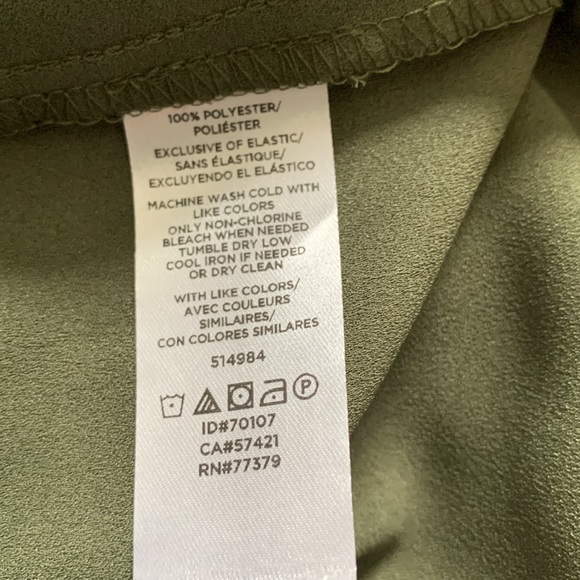 100% POLYESTER/
POLIÉSTER
EXCLUSIVE OF ELASTIC/
SANS ÉLASTIQUE/
EXCLUYENDO EL ELÁSTICO
MACHINE WASH COLD WITH
LIKE COLORS
ONLY NON-CHLORINE
BLEACH WHEN NEEDED
TUMBLE DRY LOW
COOL IRON IF NEEDED
OR DRY CLEAN
WITH LIKE COLORS/
AVEC COULEURS
SIMILAIRES/
CON COLORES SIMILARES
514984
P
ID#70107
CA#57421
RN#77379